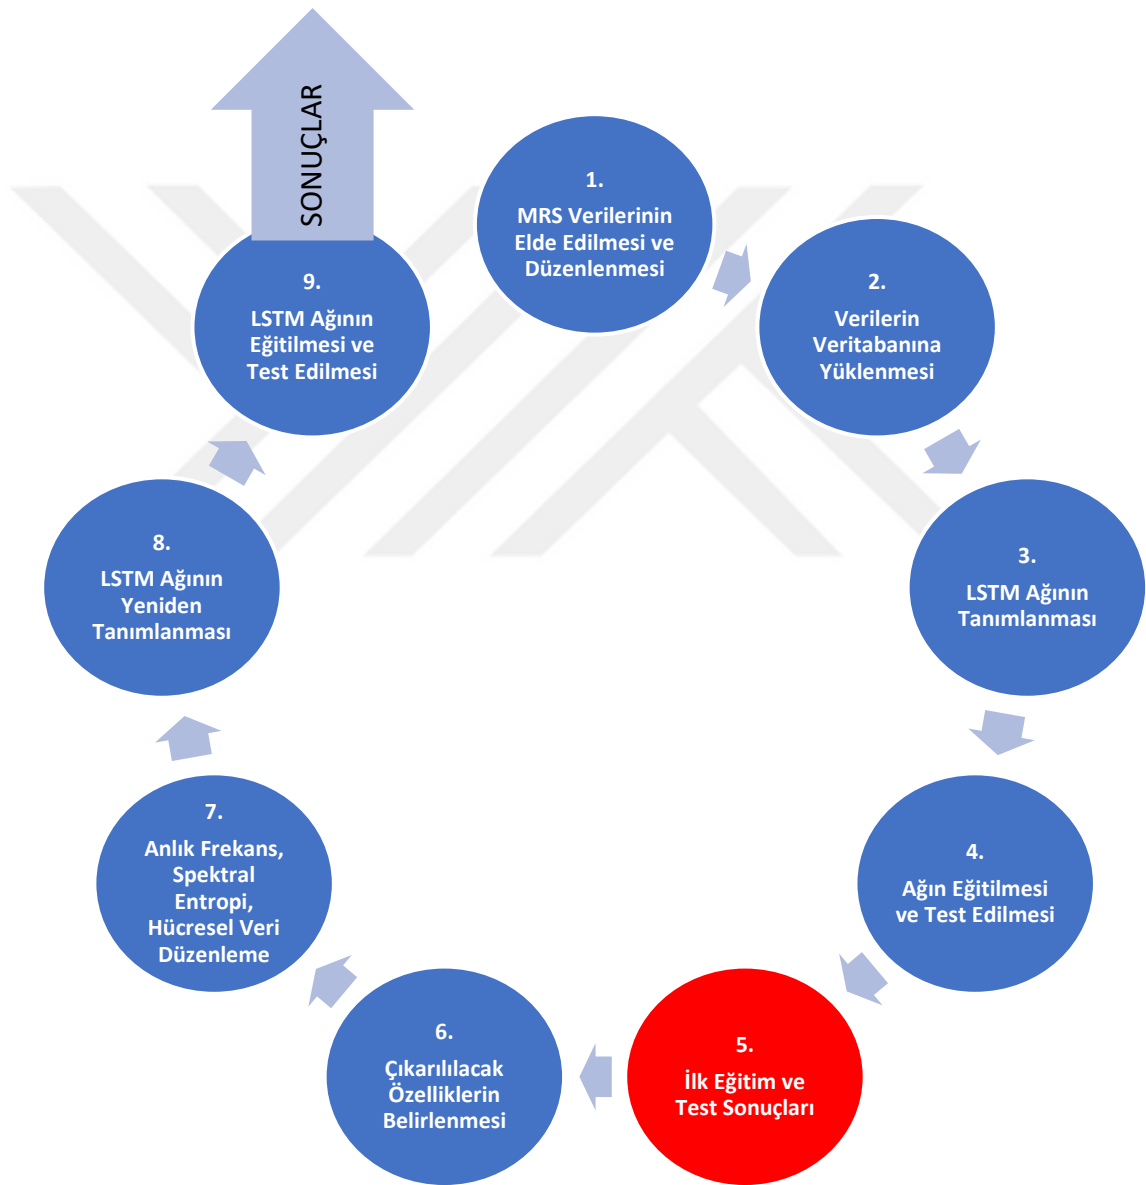 SONUÇLAR
1.
MRS Verilerinin
Elde Edilmesi ve
Düzenlenmesi
2.
Verilerin
Veritabanına
Yüklenmesi
3.
LSTM Ağının
Tanımlanması
4.
Ağın Eğitilmesi
ve Test Edilmesi
5.
İlk Eğitim ve
Test Sonuçları
6.
Çıkarılılacak
Özelliklerin
Belirlenmesi
7.
Anlık Frekans,
Spektral
Entropi,
Hücresel Veri
Düzenleme
8.
LSTM Ağının
Yeniden
Tanımlanması
9.
LSTM Ağının
Eğitilmesi ve
Test Edilmesi